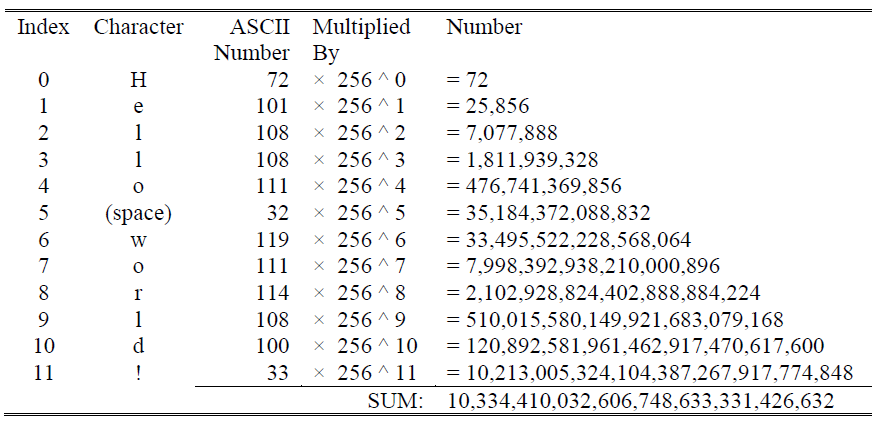 Index Character ASCII Multiplied Number
Number By
0 H 72 × 256 ^ 0 = 72
1 e 101 × 256 ^ 1 = 25,856
2 l 108 × 256 ^ 2 = 7,077,888
3 l 108 × 256 ^ 3 = 1,811,939,328
4 o 111 × 256 ^ 4 = 476,741,369,856
5 (space) 32 × 256 ^ 5 = 35,184,372,088,832
6 w 119 × 256 ^ 6 = 33,495,522,228,568,064
7 o 111 × 256 ^ 7 = 7,998,392,938,210,000,896
8 r 114 × 256 ^ 8 = 2,102,928,824,402,888,884,224
9 l 108 × 256 ^ 9 = 510,015,580,149,921,683,079,168
10 d 100 × 256 ^ 10 = 120,892,581,961,462,917,470,617,600
11 ! 33 × 256 ^ 11 = 10,213,005,324,104,387,267,917,774,848
SUM: 10,334,410,032,606,748,633,331,426,632